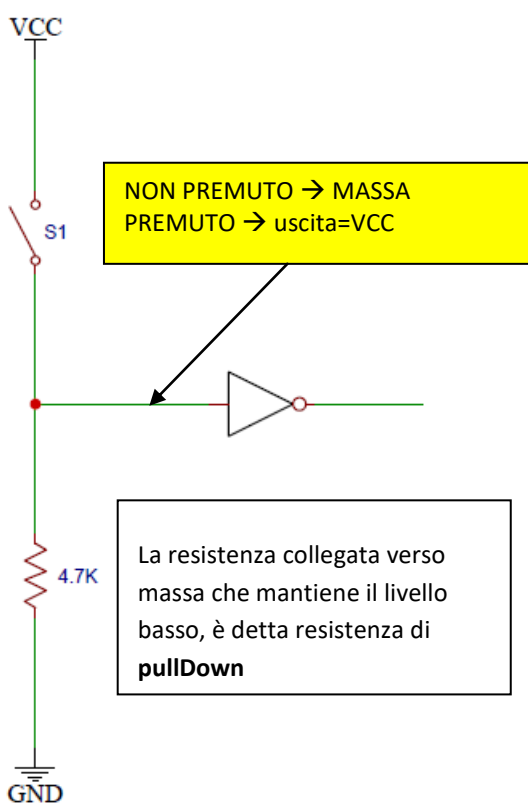 VCC
NON PREMUTO → MASSA
PREMUTO → uscita=VCC
S1
4.7K
La resistenza collegata verso
massa che mantiene il livello
basso, è detta resistenza di
pullDown
GND